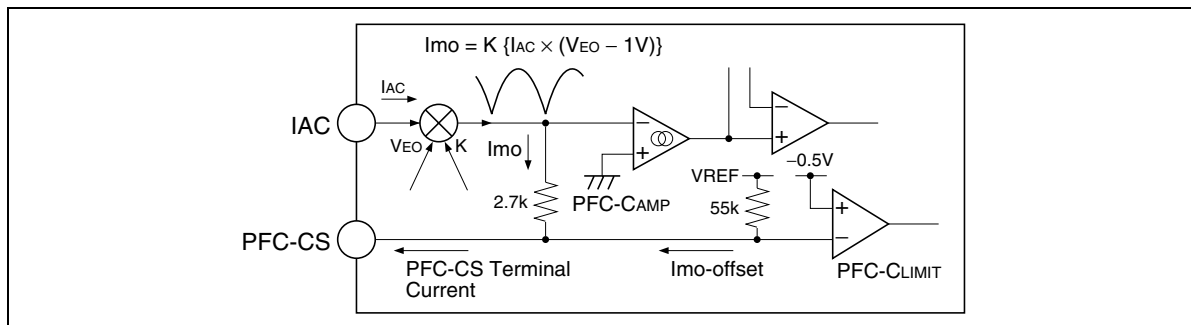 Imo = K {IAC × (VEO – 1V)}
IAC
IAC
VEO
K
Imo
2.7k
PFC-CAMP
VREF
–0.5V
55k
PFC-CS
PFC-CS Terminal
Current
Imo-offset
PFC-CLIMIT